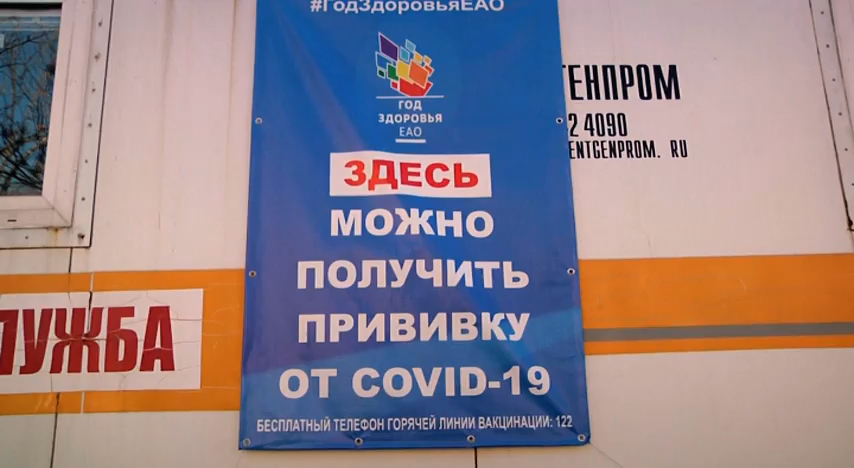 #ГодЗдоровьяЕАО
ГОД
ЗДОРОВЬЯ
ЕАО
ЗДЕСЬ
МОЖНО
ПОЛУЧИТЬ
ПРИВИВКУ
ОТ COVID-19
БЕСПЛАТНЫЙ ТЕЛЕФОН ГОРЯЧЕЙ ЛИНИИ ВАКЦИНАЦИИ: 122
ЛУЖБА
ТЕНПРОМ
2 4090
ENTGENPROM. RU